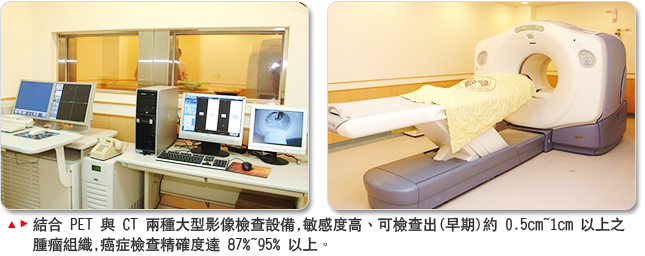 ▲▶ 結合 PET 與 CT 兩種大型影像檢查設備,敏感度高、可檢查出(早期)約 0.5cm~1cm 以上之
腫瘤組織,癌症檢查精確度達 87%~95% 以上。